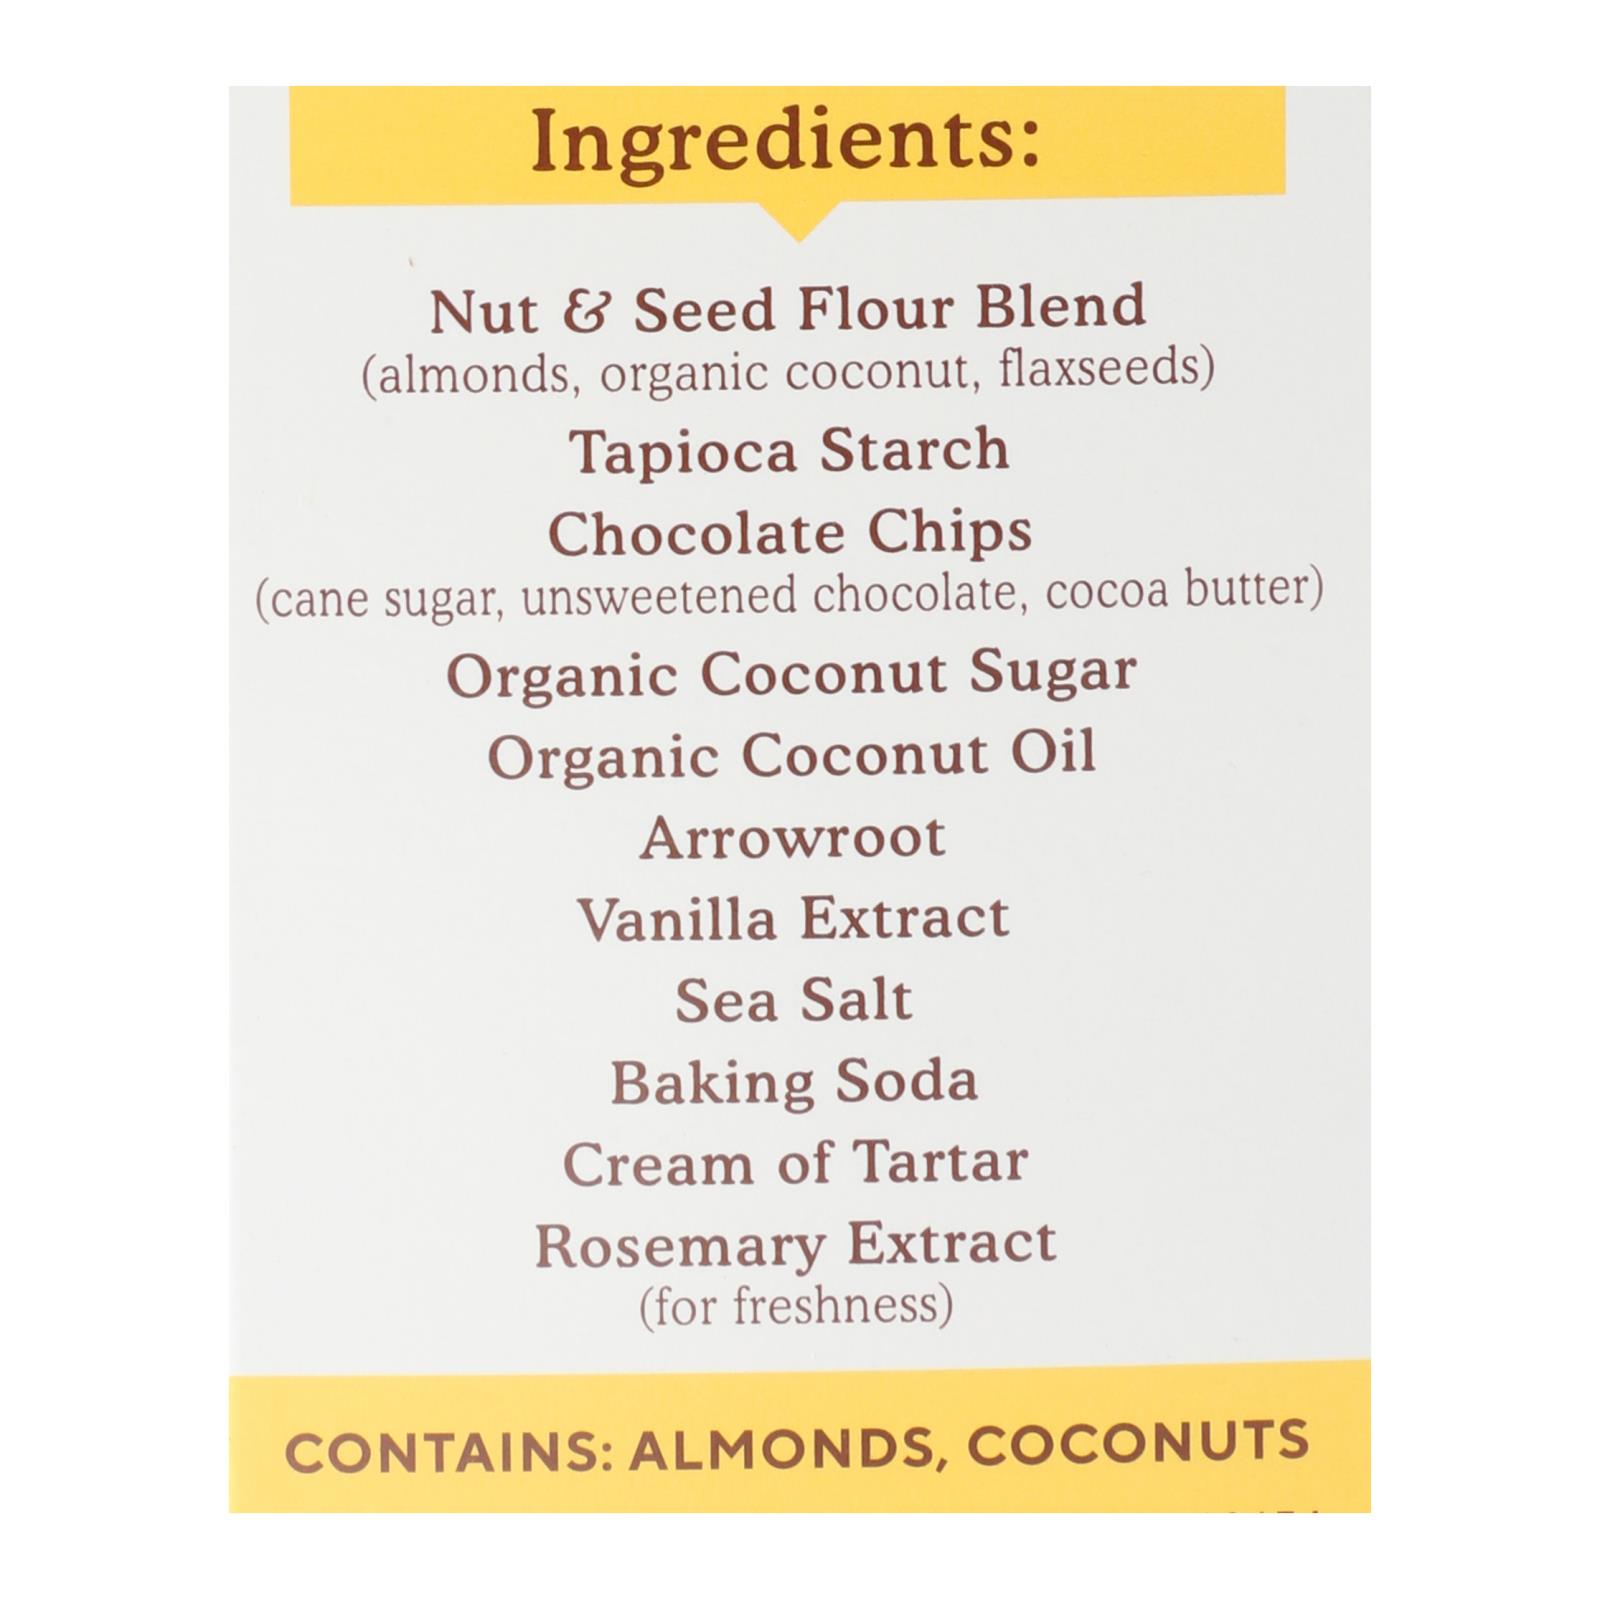 Ingredients:
Nut & Seed Flour Blend
(almonds, organic coconut, flaxseeds)
Tapioca Starch
Chocolate Chips
(cane sugar, unsweetened chocolate, cocoa butter)
Organic Coconut Sugar
Organic Coconut Oil
Arrowroot
Vanilla Extract
Sea Salt
Baking Soda
Cream of Tartar
Rosemary Extract
(for freshness)
CONTAINS: ALMONDS, COCONUTS